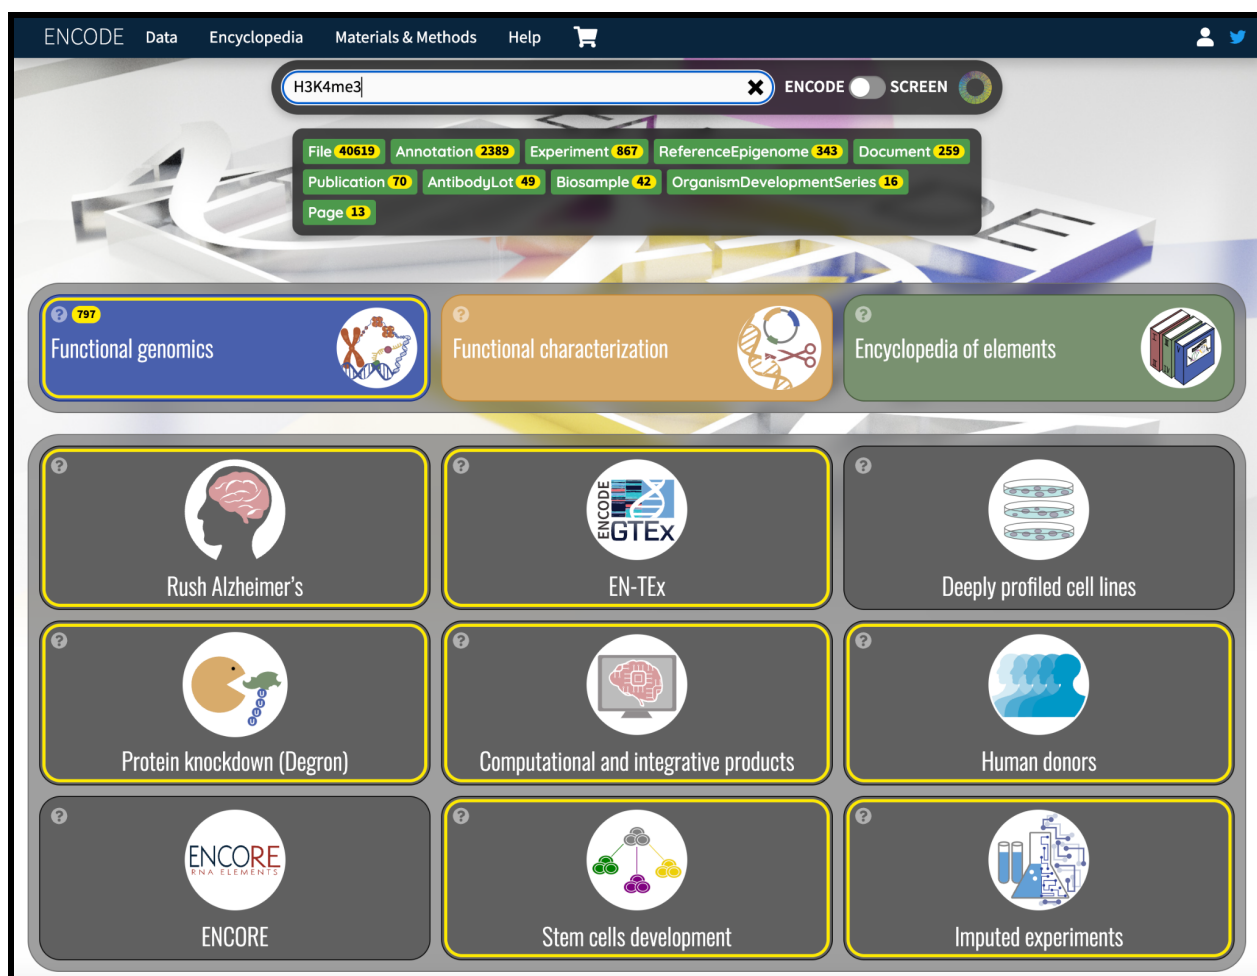 ENCODE Data Encyclopedia Materials & Methods Help
H3K4me3 ENCODE SCREEN
File 40619 Annotation 2389 Experiment 867 ReferenceEpigenome 343 Document 259
Publication 70 AntibodyLot 49 Biosample 42 OrganismDevelopmentSeries 16
Page 13
? 797 ? ?
Functional genomics Functional characterization Encyclopedia of elements
? ? ?
ENCODE GTEx
Rush Alzheimer's EN-TEx Deeply profiled cell lines
? ? ?
U U U U
Protein knockdown (Degron) Computational and integrative products Human donors
? ? ?
ENCORE
RNA ELEMENTS
ENCORE Stem cells development Imputed experiments